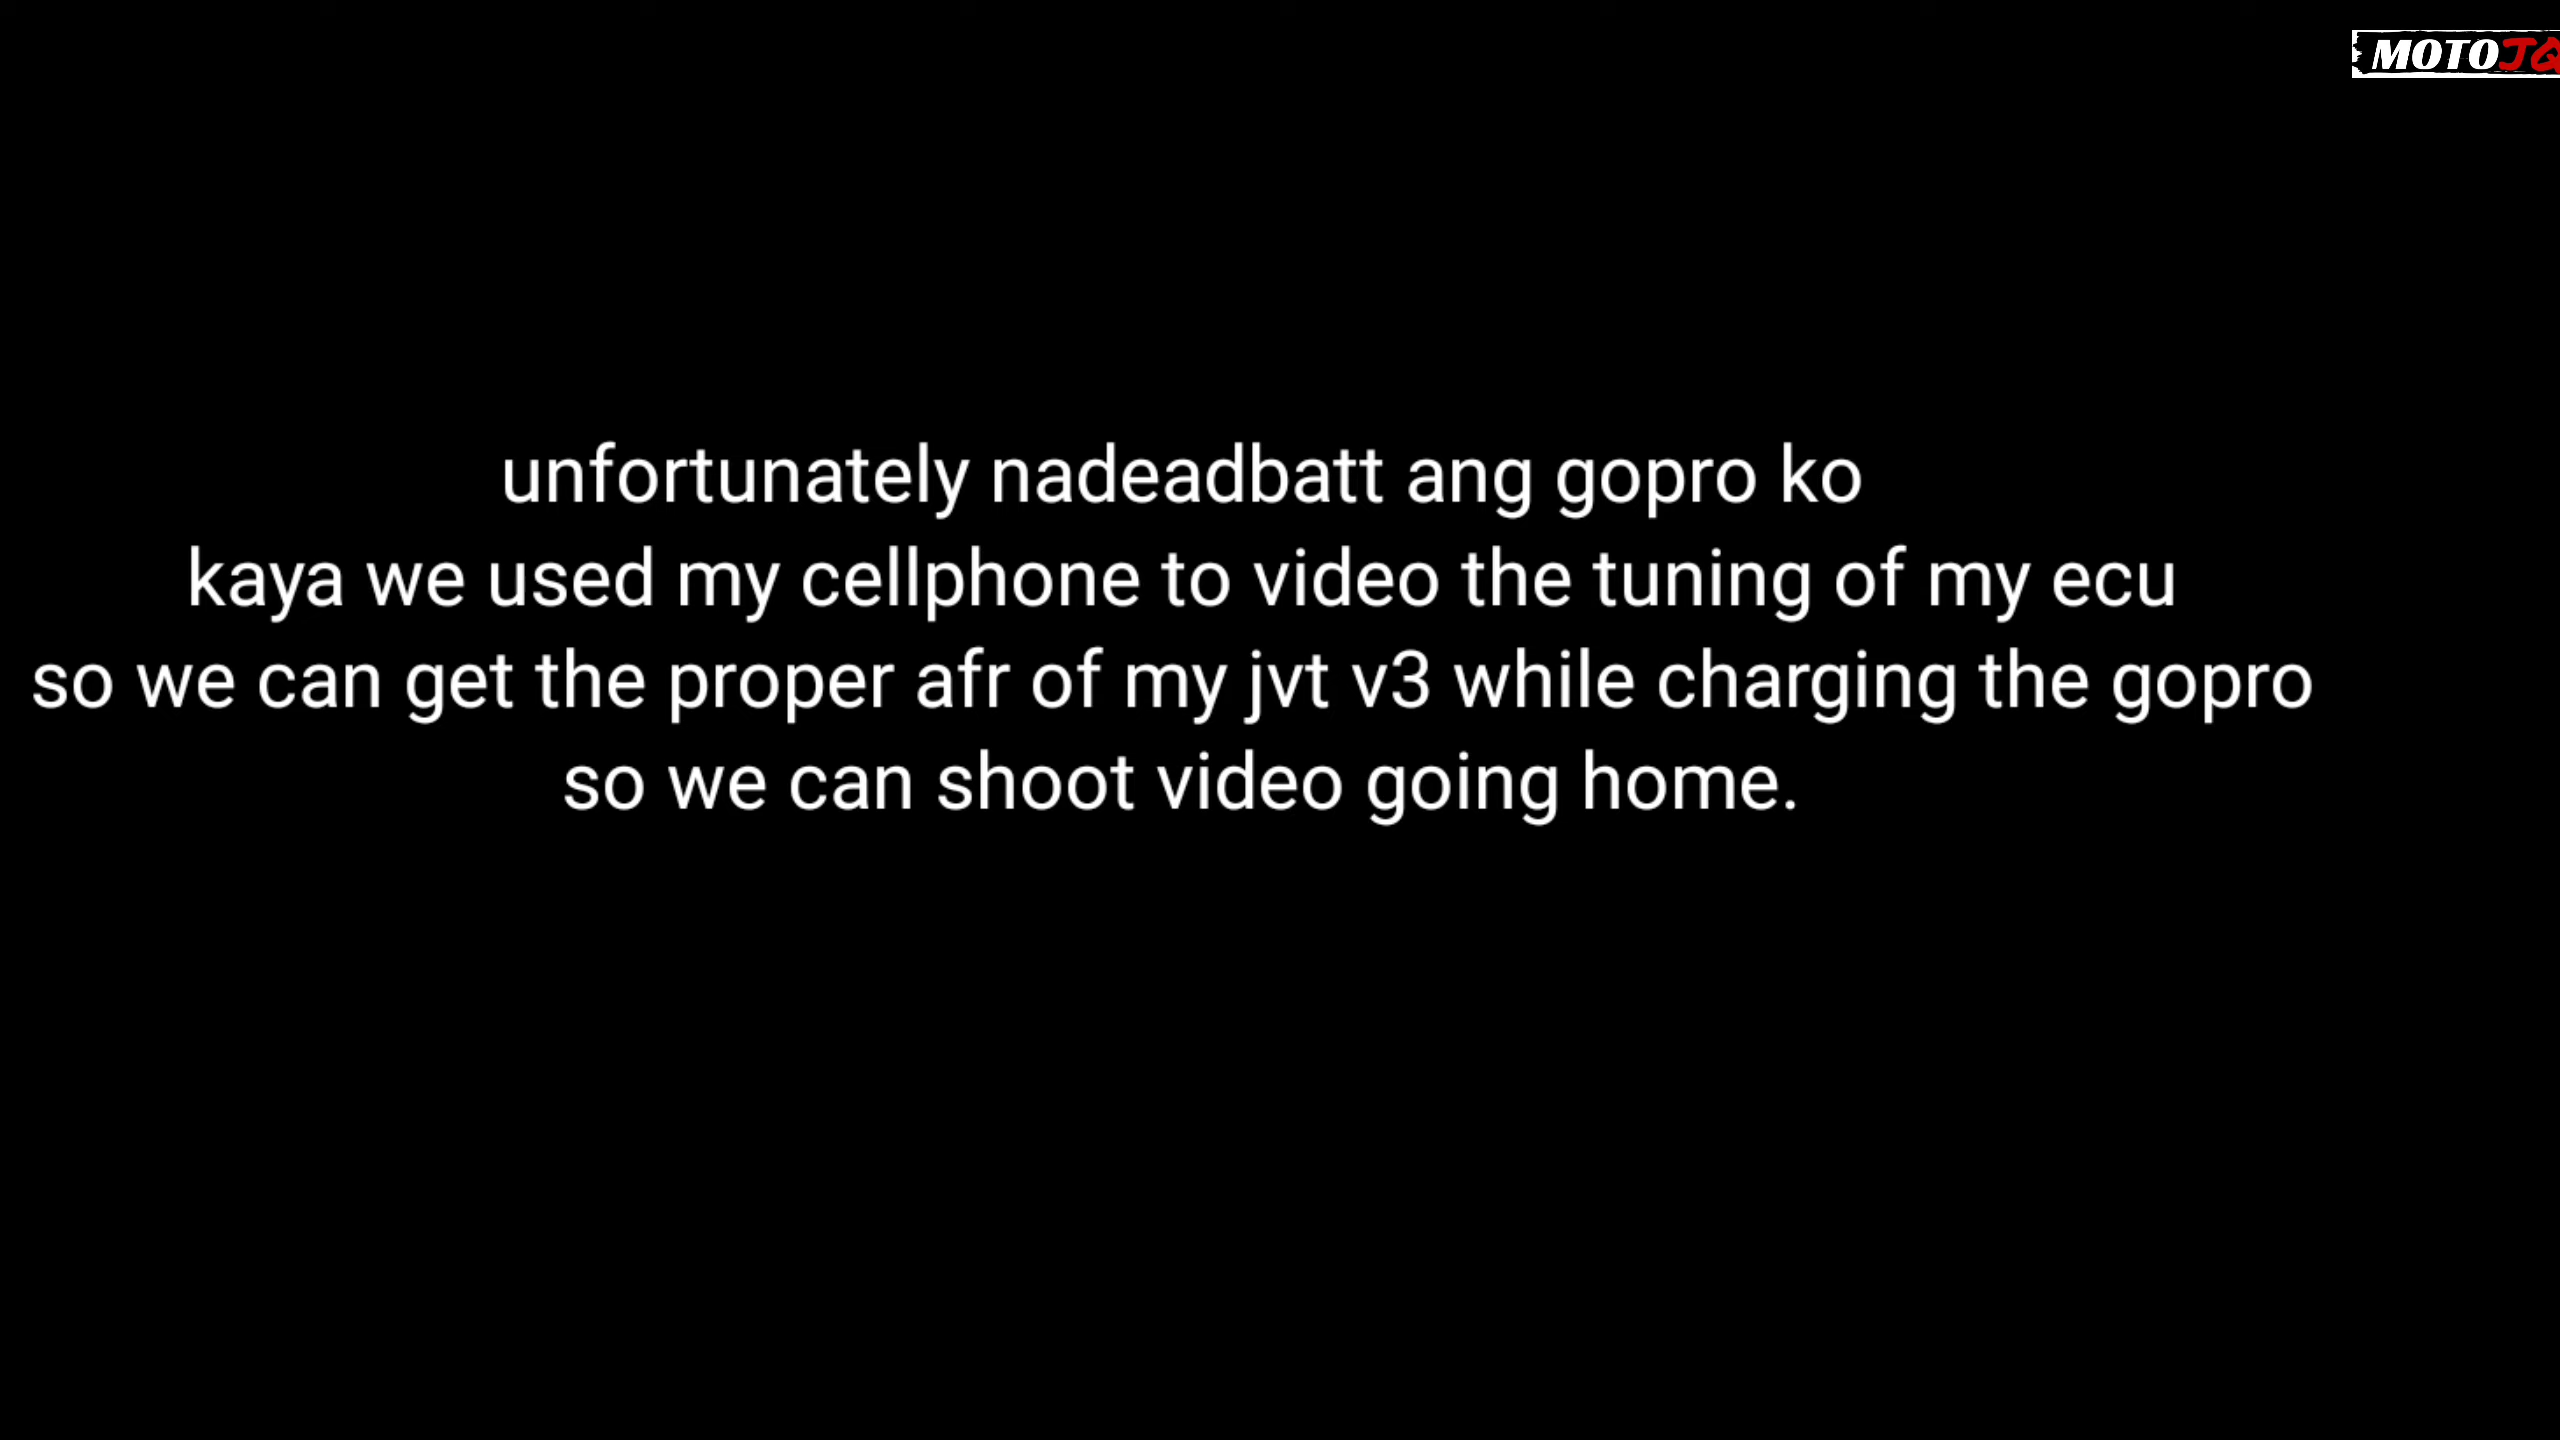 MOTOJQ
unfortunately nadeadbatt ang gopro ko
kaya we used my cellphone to video the tuning of my ecu
so we can get the proper afr of my jvt v3 while charging the gopro
so we can shoot video going home.